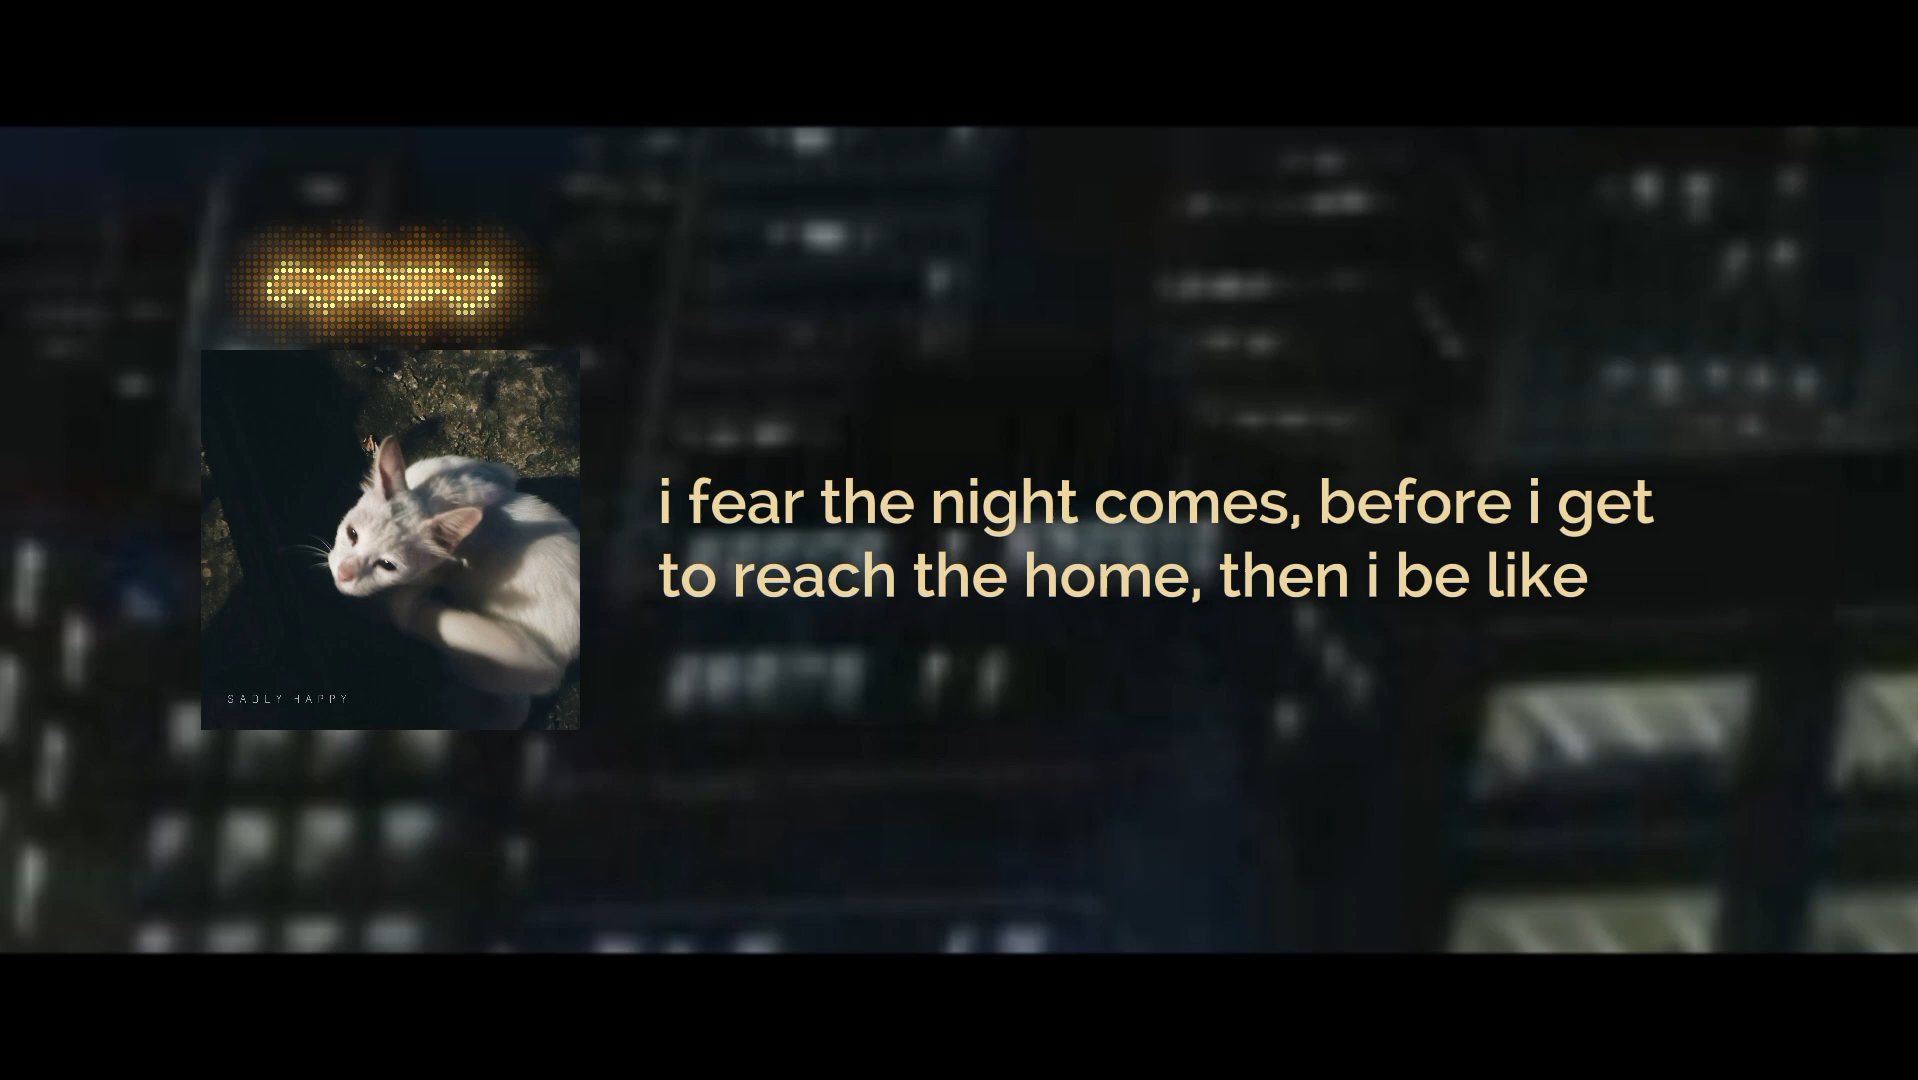 i fear the night comes, before i get
to reach the home, then i be like
SADLY HAPPY